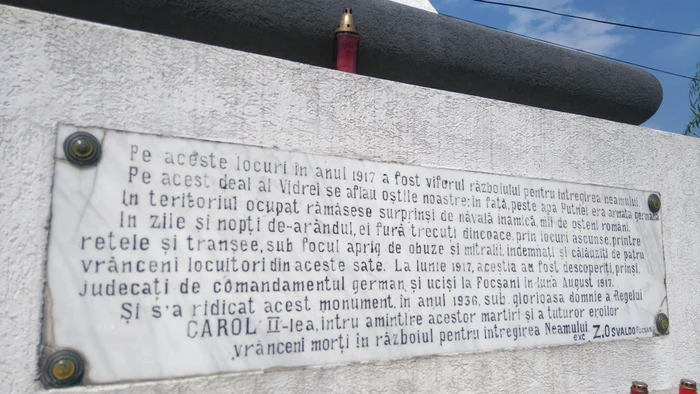 Pe aceste locuri în anul 1917 a fost viforul războiului pentru întregirea neamului.
Pe acest deal al Vidrei se aflau oștile noastre; în față, peste apa Putnei era armata germană
În teritoriul ocupat rămăsese surprinși de năvala inamică, mii de osteni români.
În zile și nopți de-arândul, ei fură trecuți dincoace, prin locuri ascunse, printre
rețele și tranșee, sub focul aprig de obuze și mitralii, îndemnați și călăuziți de patru
vrânceni locuitori din aceste sate. La Iunie 1917, aceștia au fost descoperiți, prinși,
judecați de comandamentul german, și uciși la Focșani în luna August 1917.
Și s'a ridicat acest monument, în anul 1936, sub glorioasa domnie a Regelui
CAROL II-lea, întru amintire acestor martiri și a tuturor eroilor
vrânceni morți în războiul pentru întregirea Neamului.
exc Z. OSVALDO FOCȘANI